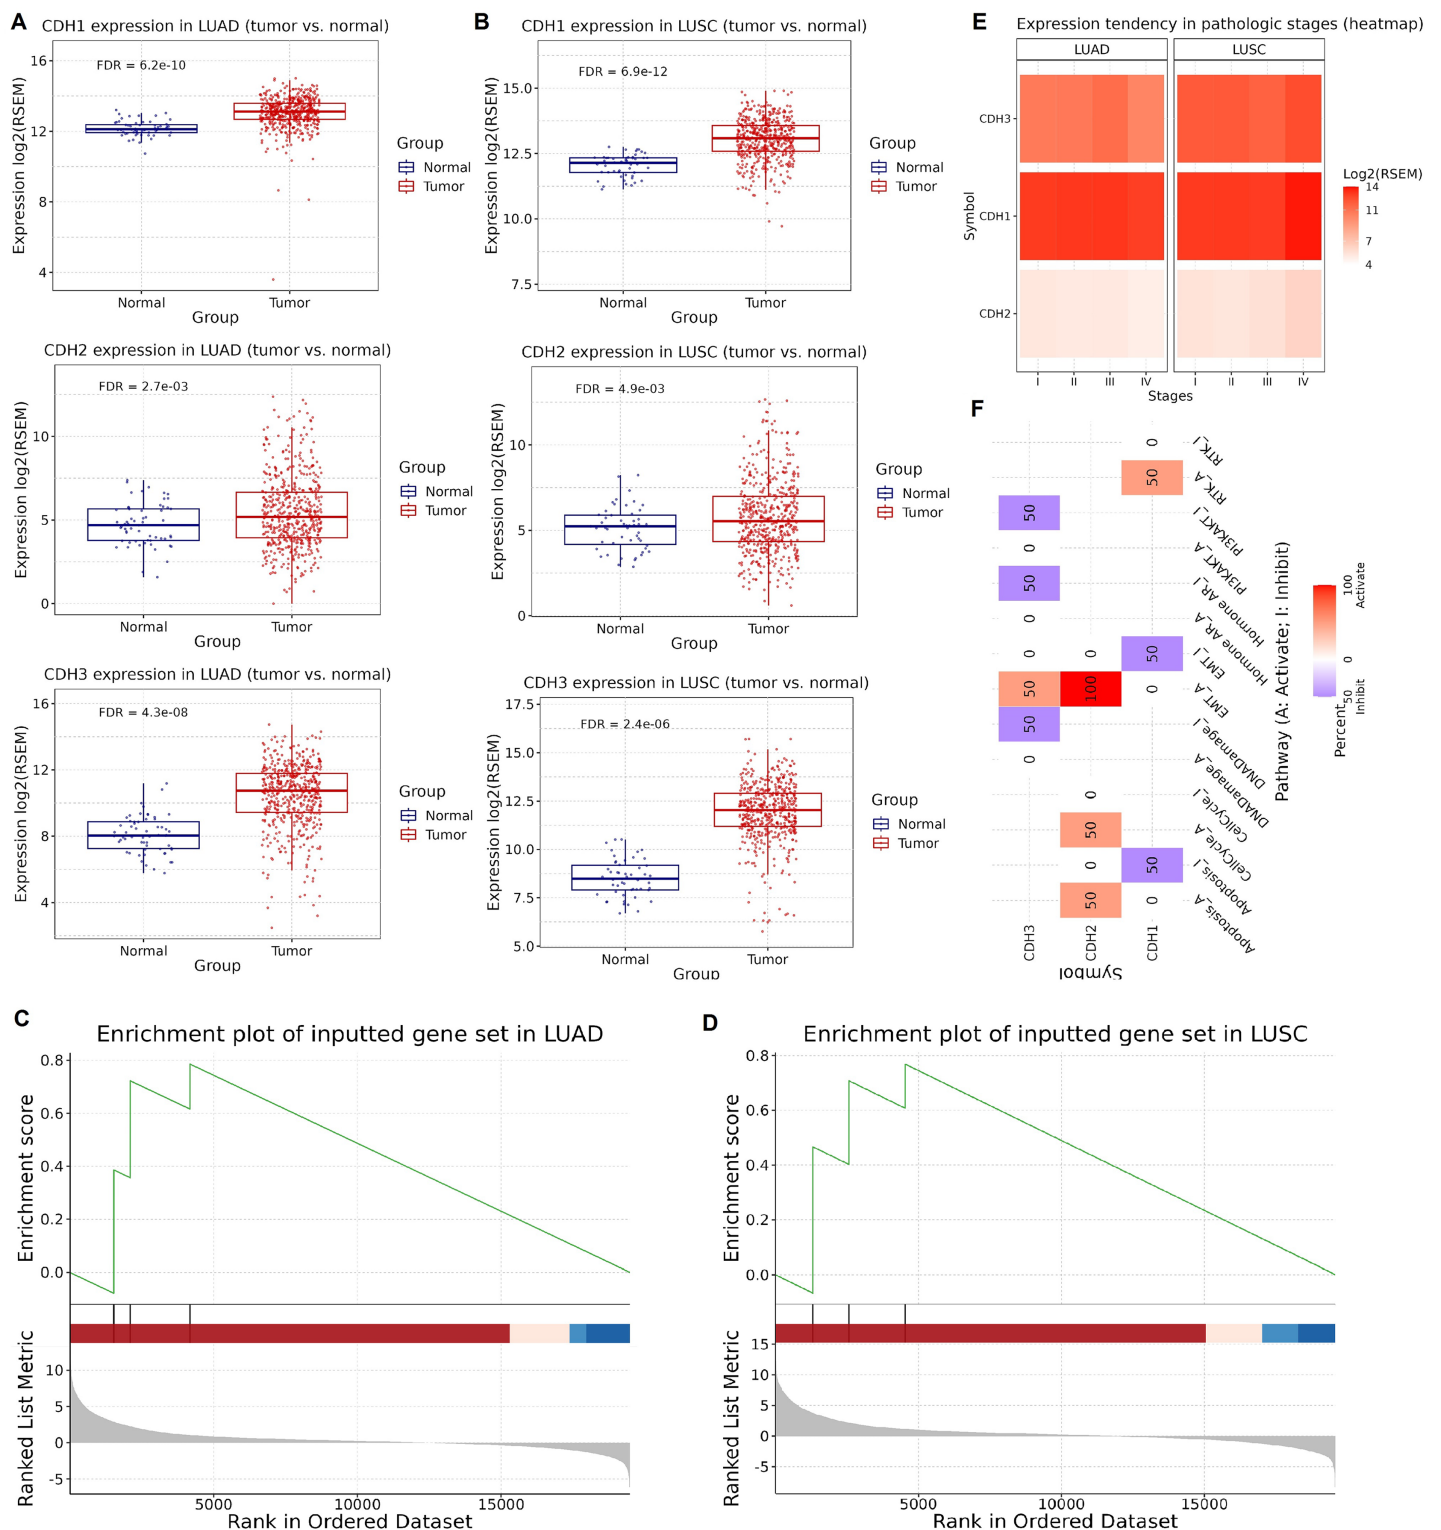 A
CDH1 expression in LUAD (tumor vs. normal)
FDR = 6.2e-10
Expression log2(RSEM)
16
12
8
4
Normal
Tumor
Group
Group
Normal
Tumor
CDH2 expression in LUAD (tumor vs. normal)
FDR = 2.7e-03
Expression log2(RSEM)
10
5
0
Normal
Tumor
Group
Group
Normal
Tumor
CDH3 expression in LUAD (tumor vs. normal)
FDR = 4.3e-08
Expression log2(RSEM)
16
12
8
4
Normal
Tumor
Group
Group
Normal
Tumor
B
CDH1 expression in LUSC (tumor vs. normal)
FDR = 6.9e-12
Expression log2(RSEM)
15.0
12.5
10.0
7.5
Normal
Tumor
Group
Group
Normal
Tumor
CDH2 expression in LUSC (tumor vs. normal)
FDR = 4.9e-03
Expression log2(RSEM)
10
5
0
Normal
Tumor
Group
Group
Normal
Tumor
CDH3 expression in LUSC (tumor vs. normal)
FDR = 2.4e-06
Expression log2(RSEM)
17.5
15.0
12.5
10.0
7.5
5.0
Normal
Tumor
Group
Group
Normal
Tumor
E
Expression tendency in pathologic stages (heatmap)
LUAD
LUSC
Symbol
CDH3
CDH1
CDH2
I
II
III
IV
I
II
III
IV
Stages
Log2(RSEM)
14
11
7
4
F
0
RTK_I
50
RTK_A
50
PI3KAKT_I
0
PI3KAKT_A
50
Hormone AR_I
0
Hormone AR_A
0
0
50
EMT_I
50
100
0
EMT_A
50
DNADamage_I
0
DNADamage_A
0
CellCycle_I
50
CellCycle_A
0
50
Apoptosis_I
50
0
Apoptosis_A
CDH3
CDH2
CDH1
Symbol
Pathway (A: Activate; I: Inhibit)
Percent
100
Activate
0
50
Inhibit
C
Enrichment plot of inputted gene set in LUAD
Enrichment score
0.8
0.6
0.4
0.2
0.0
Ranked List Metric
10
5
0
-5
5000
10000
15000
Rank in Ordered Dataset
D
Enrichment plot of inputted gene set in LUSC
Enrichment score
0.8
0.6
0.4
0.2
0.0
Ranked List Metric
15
10
5
0
-5
5000
10000
15000
Rank in Ordered Dataset